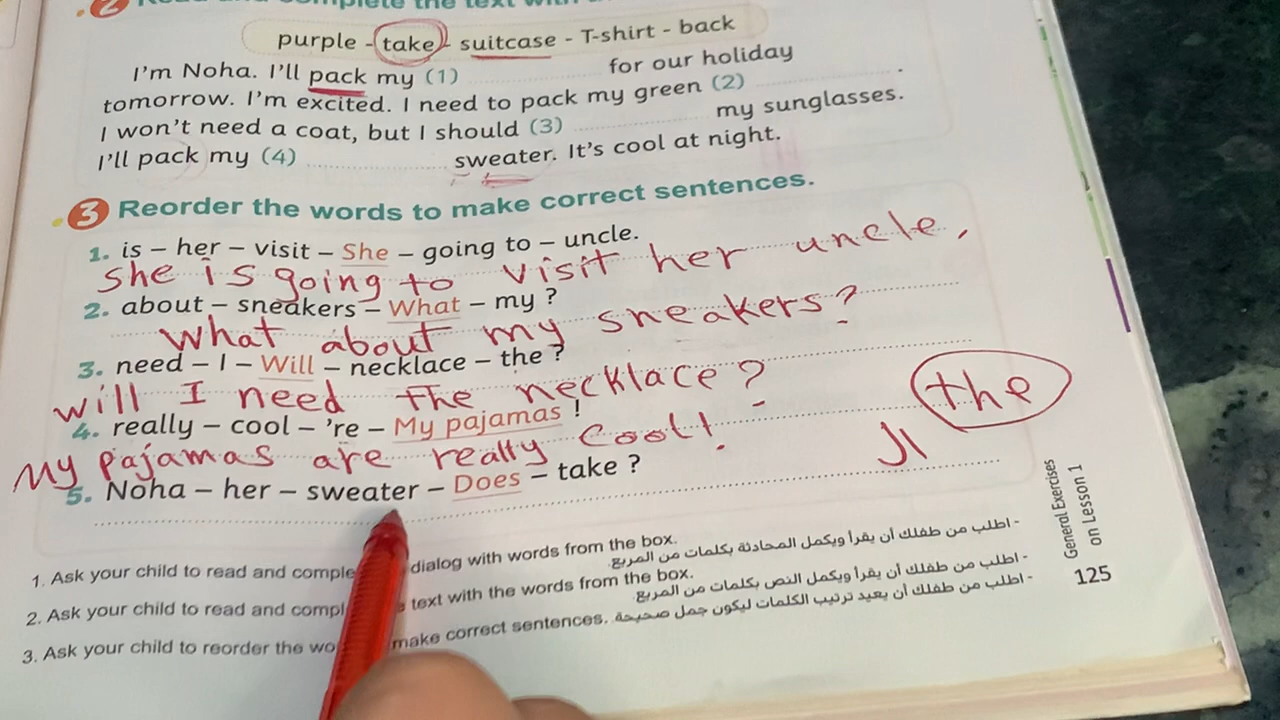 2 Read and complete the text with
purple - take - suitcase - T-shirt - back
I'm Noha. I'll pack my (1) for our holiday
tomorrow. I'm excited. I need to pack my green (2) .
I won't need a coat, but I should (3) my sunglasses.
I'll pack my (4) sweater. It's cool at night.
3 Reorder the words to make correct sentences.
1. is – her – visit – She – going to – uncle.
She is going to visit her uncle.
2. about – sneakers – What – my ?
What about my sneakers?
3. need – I – Will – necklace – the ?
will I need the necklace?
the
4. really – cool – 're – My pajamas !
My pajamas are really cool!
ال
5. Noha – her – sweater – Does – take ?
1. Ask your child to read and comple dialog with words from the box.
- اطلب من طفلك أن يقرأ ويكمل المحادثة بكلمات من المربع.
2. Ask your child to read and compl text with the words from the box.
- اطلب من طفلك أن يقرأ ويكمل النص بكلمات من المربع.
3. Ask your child to reorder the wo make correct sentences.
- اطلب من طفلك أن يعيد ترتيب الكلمات ليكون جمل صحيحة.
General Exercises
on Lesson 1
125